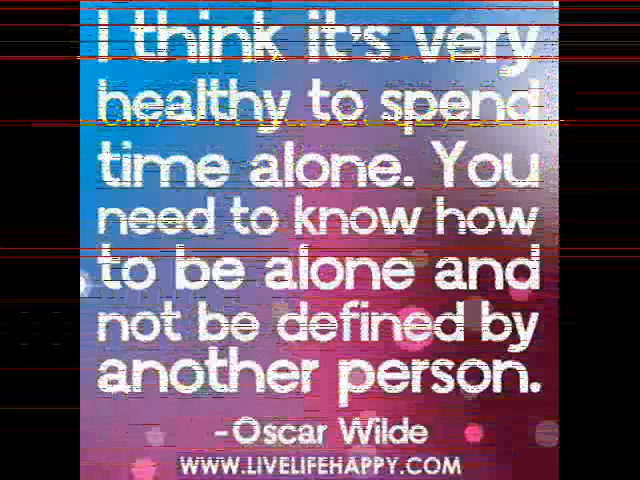 I think it's very
healthy to spend
time alone. You
need to know how
to be alone and
not be defined by
another person.
-Oscar Wilde
WWW.LIVELIFEHAPPY.COM